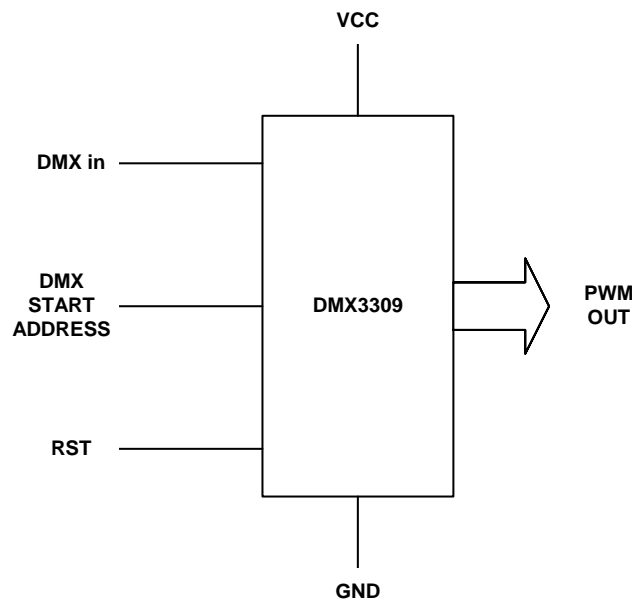 VCC
DMX in
DMX
START
ADDRESS
DMX3309
PWM
OUT
RST
GND